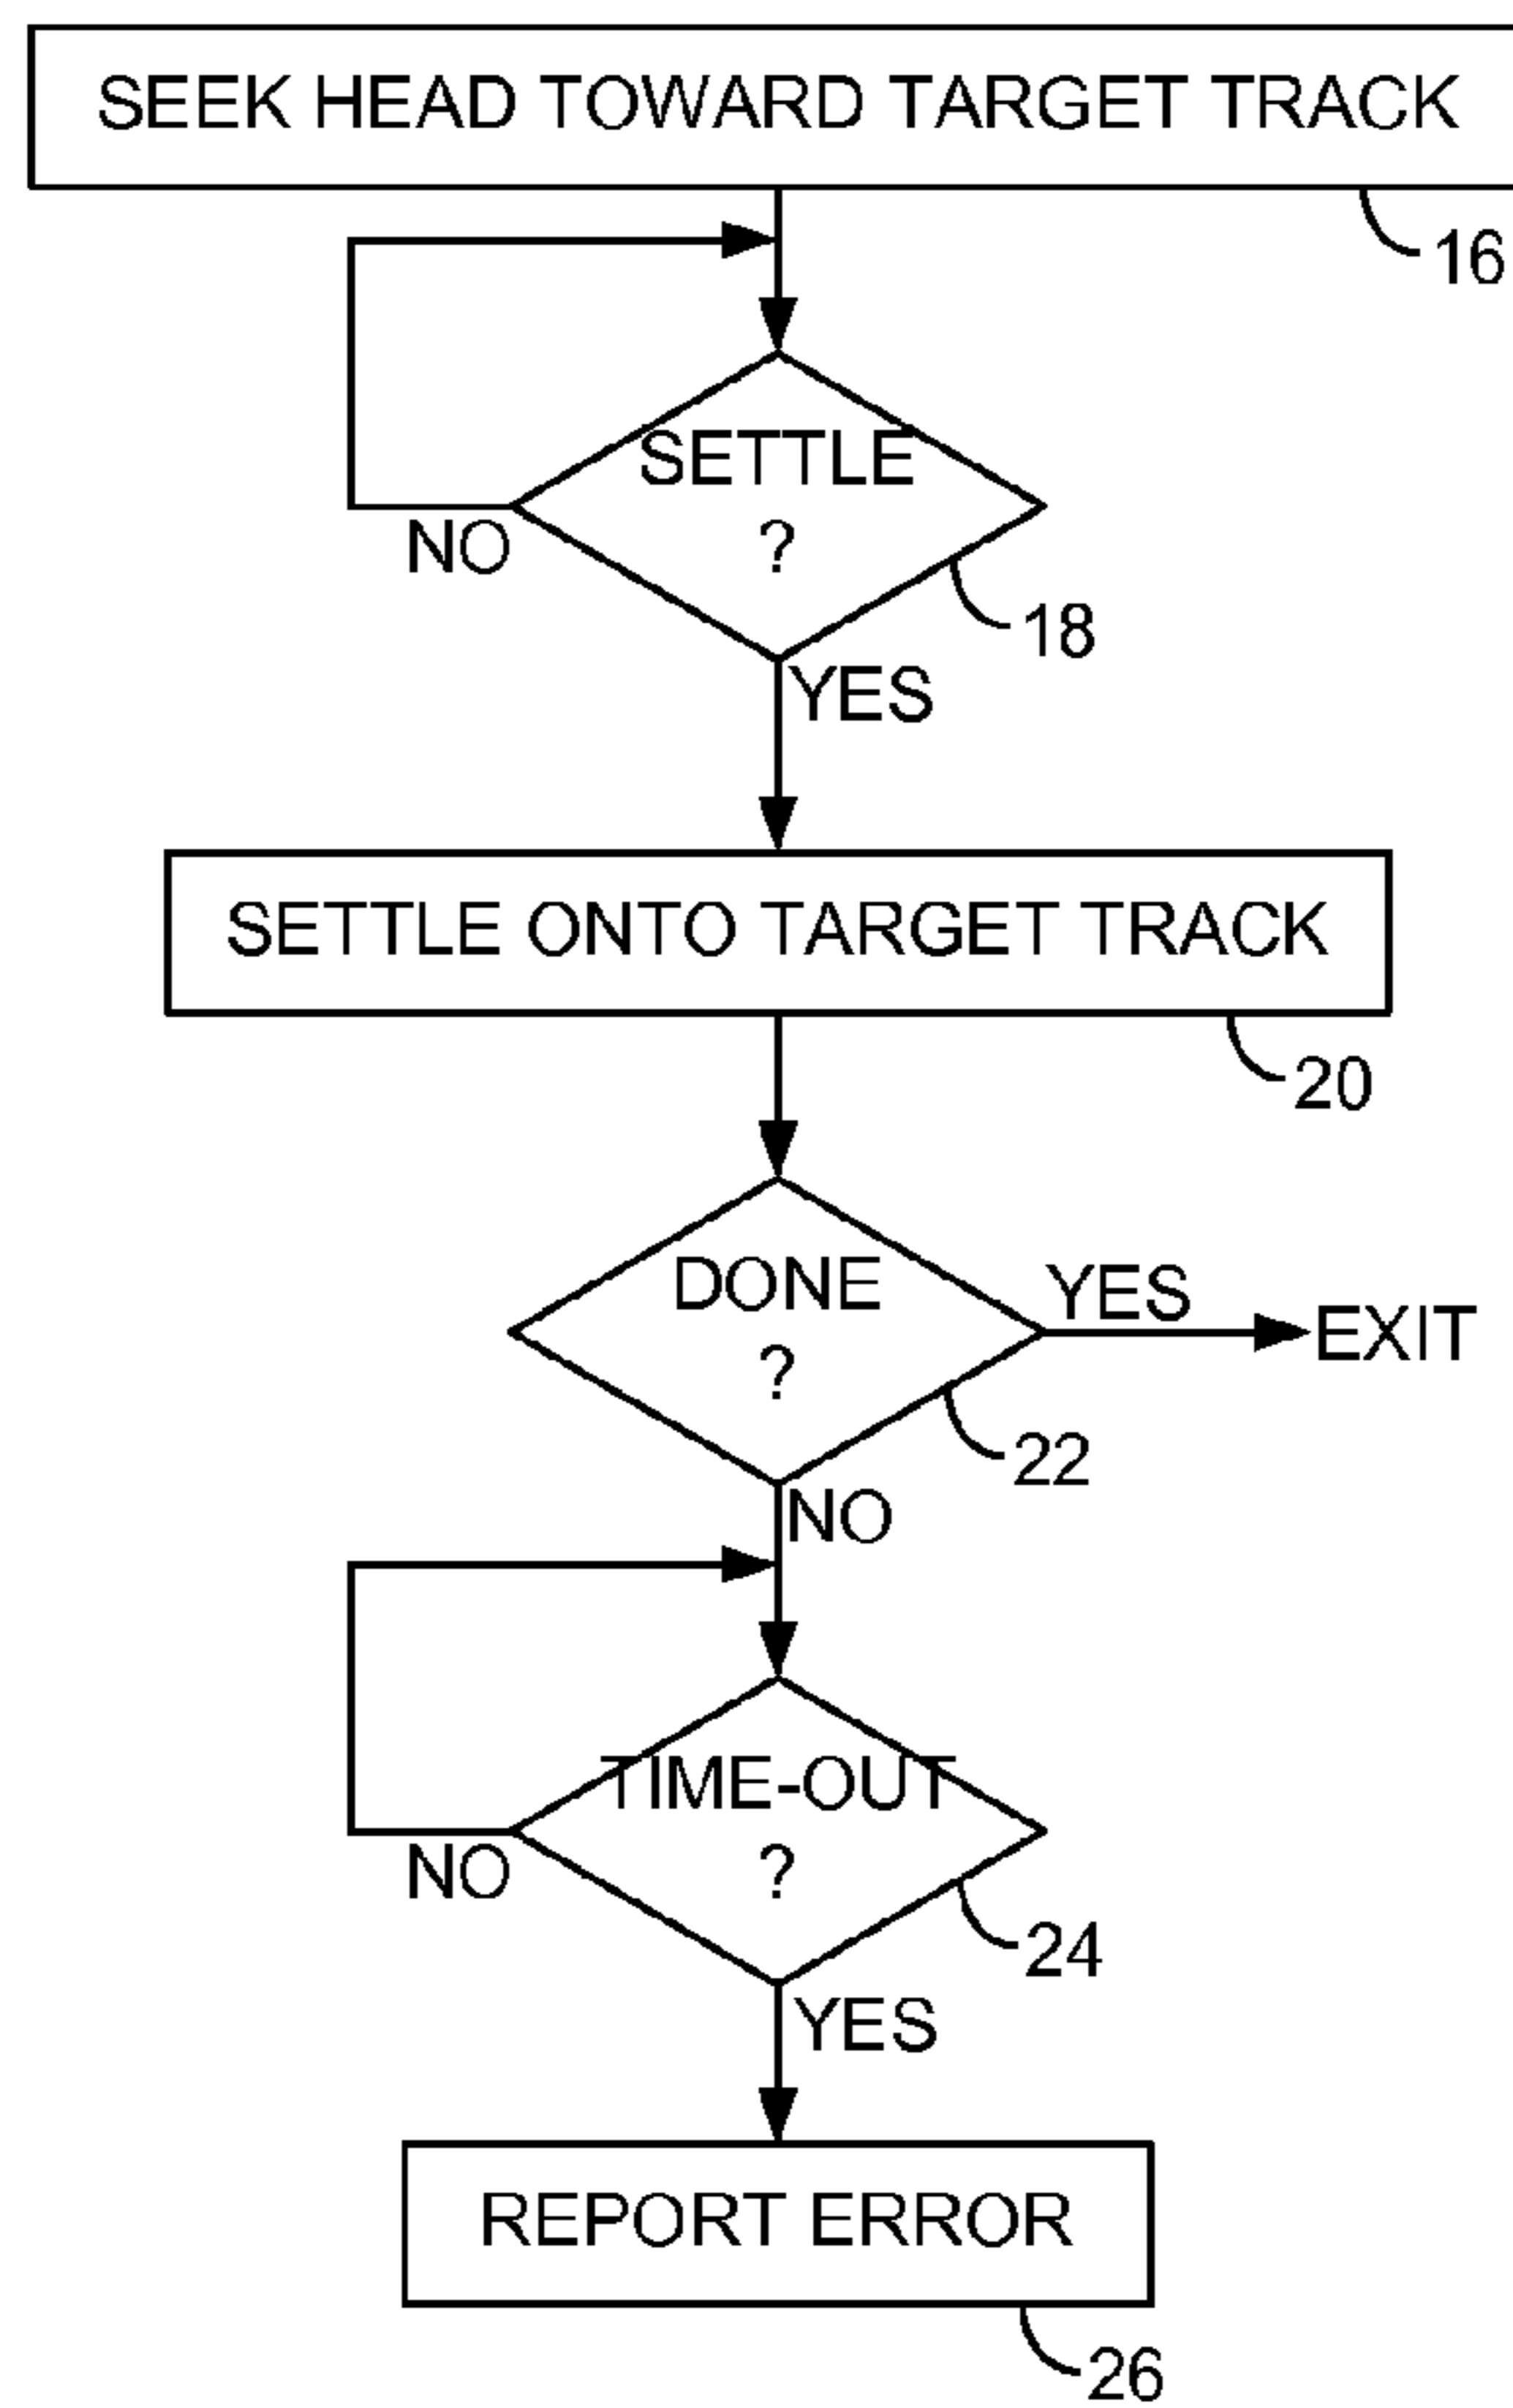 SEEK HEAD TOWARD TARGET TRACK
16
SETTLE
?
NO
18
YES
SETTLE ONTO TARGET TRACK
20
DONE
?
YES
EXIT
22
NO
TIME-OUT
?
NO
24
YES
REPORT ERROR
26